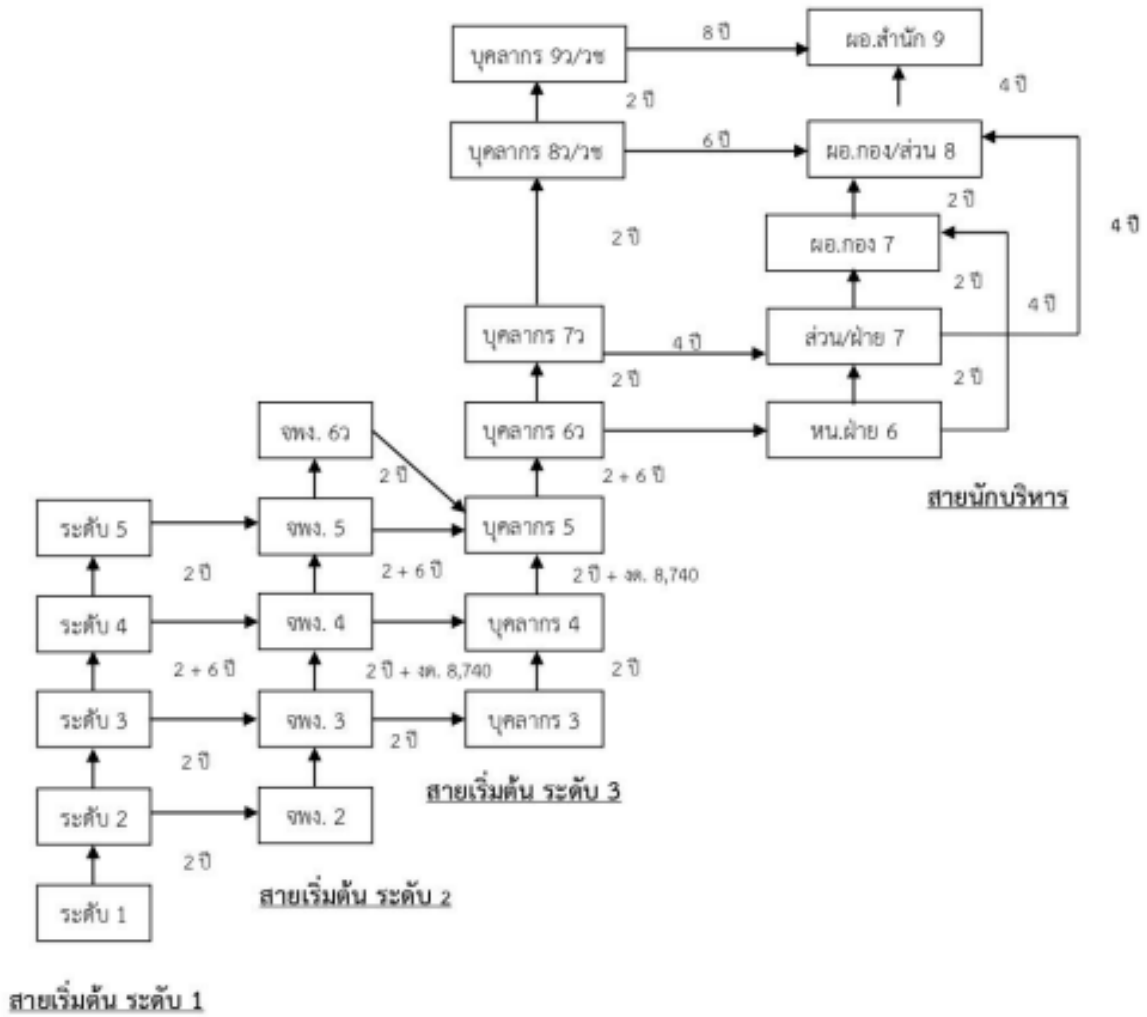 8 ปี
ผอ.สำนัก 9
บุคลากร 9ว/วช
4 ปี
2 ปี
บุคลากร 8ว/วช
6 ปี
ผอ.กอง/ส่วน 8
2 ปี
4 ปี
2 ปี
ผอ.กอง 7
2 ปี
4 ปี
บุคลากร 7ว
4 ปี
ส่วน/ฝ่าย 7
2 ปี
2 ปี
จพง. 6ว
บุคลากร 6ว
หน.ฝ่าย 6
2 ปี
2 + 6 ปี
สายนักบริหาร
ระดับ 5
จพง. 5
บุคลากร 5
2 ปี
2 + 6 ปี
2 ปี + งด. 8,740
ระดับ 4
จพง. 4
บุคลากร 4
2 + 6 ปี
2 ปี + งด. 8,740
2 ปี
ระดับ 3
จพง. 3
บุคลากร 3
2 ปี
2 ปี
สายเริ่มต้น ระดับ 3
ระดับ 2
จพง. 2
2 ปี
สายเริ่มต้น ระดับ 2
ระดับ 1
สายเริ่มต้น ระดับ 1